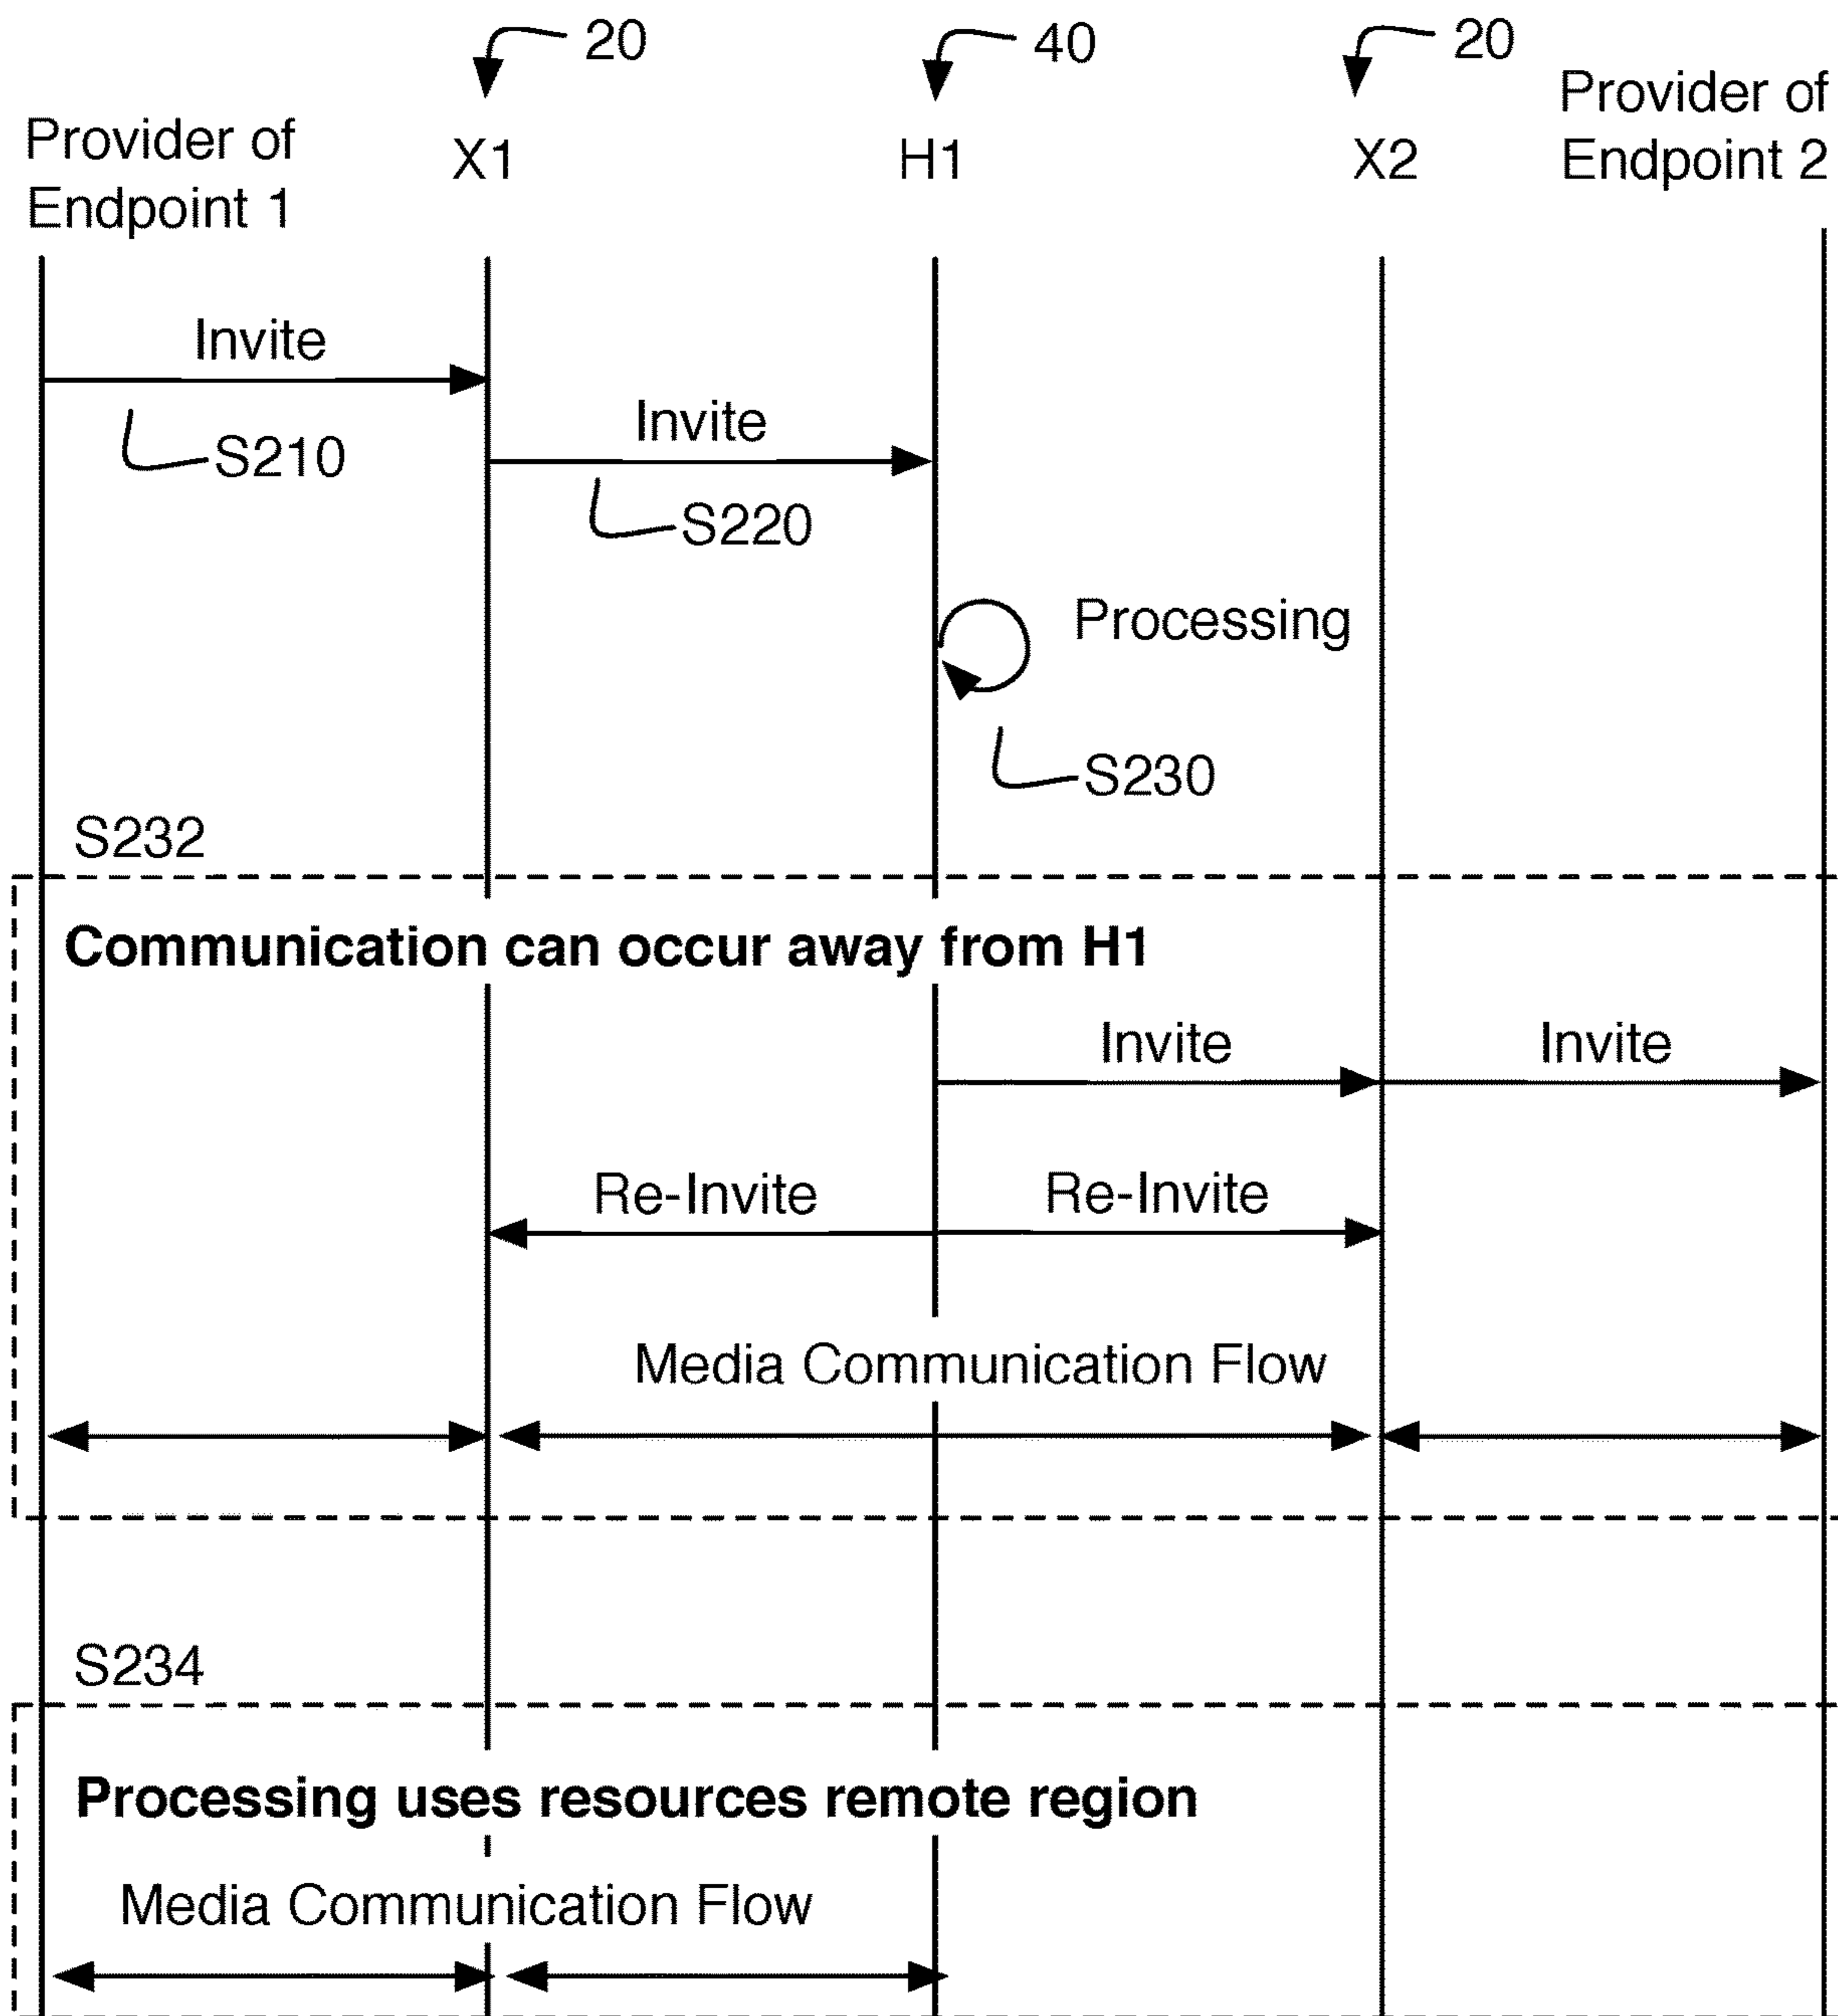 20
40
20
Provider of
Endpoint 1
X1
H1
X2
Provider of
Endpoint 2
Invite
S210
Invite
S220
Processing
S230
S232
Communication can occur away from H1
Invite
Invite
Re-Invite
Re-Invite
Media Communication Flow
S234
Processing uses resources remote region
Media Communication Flow